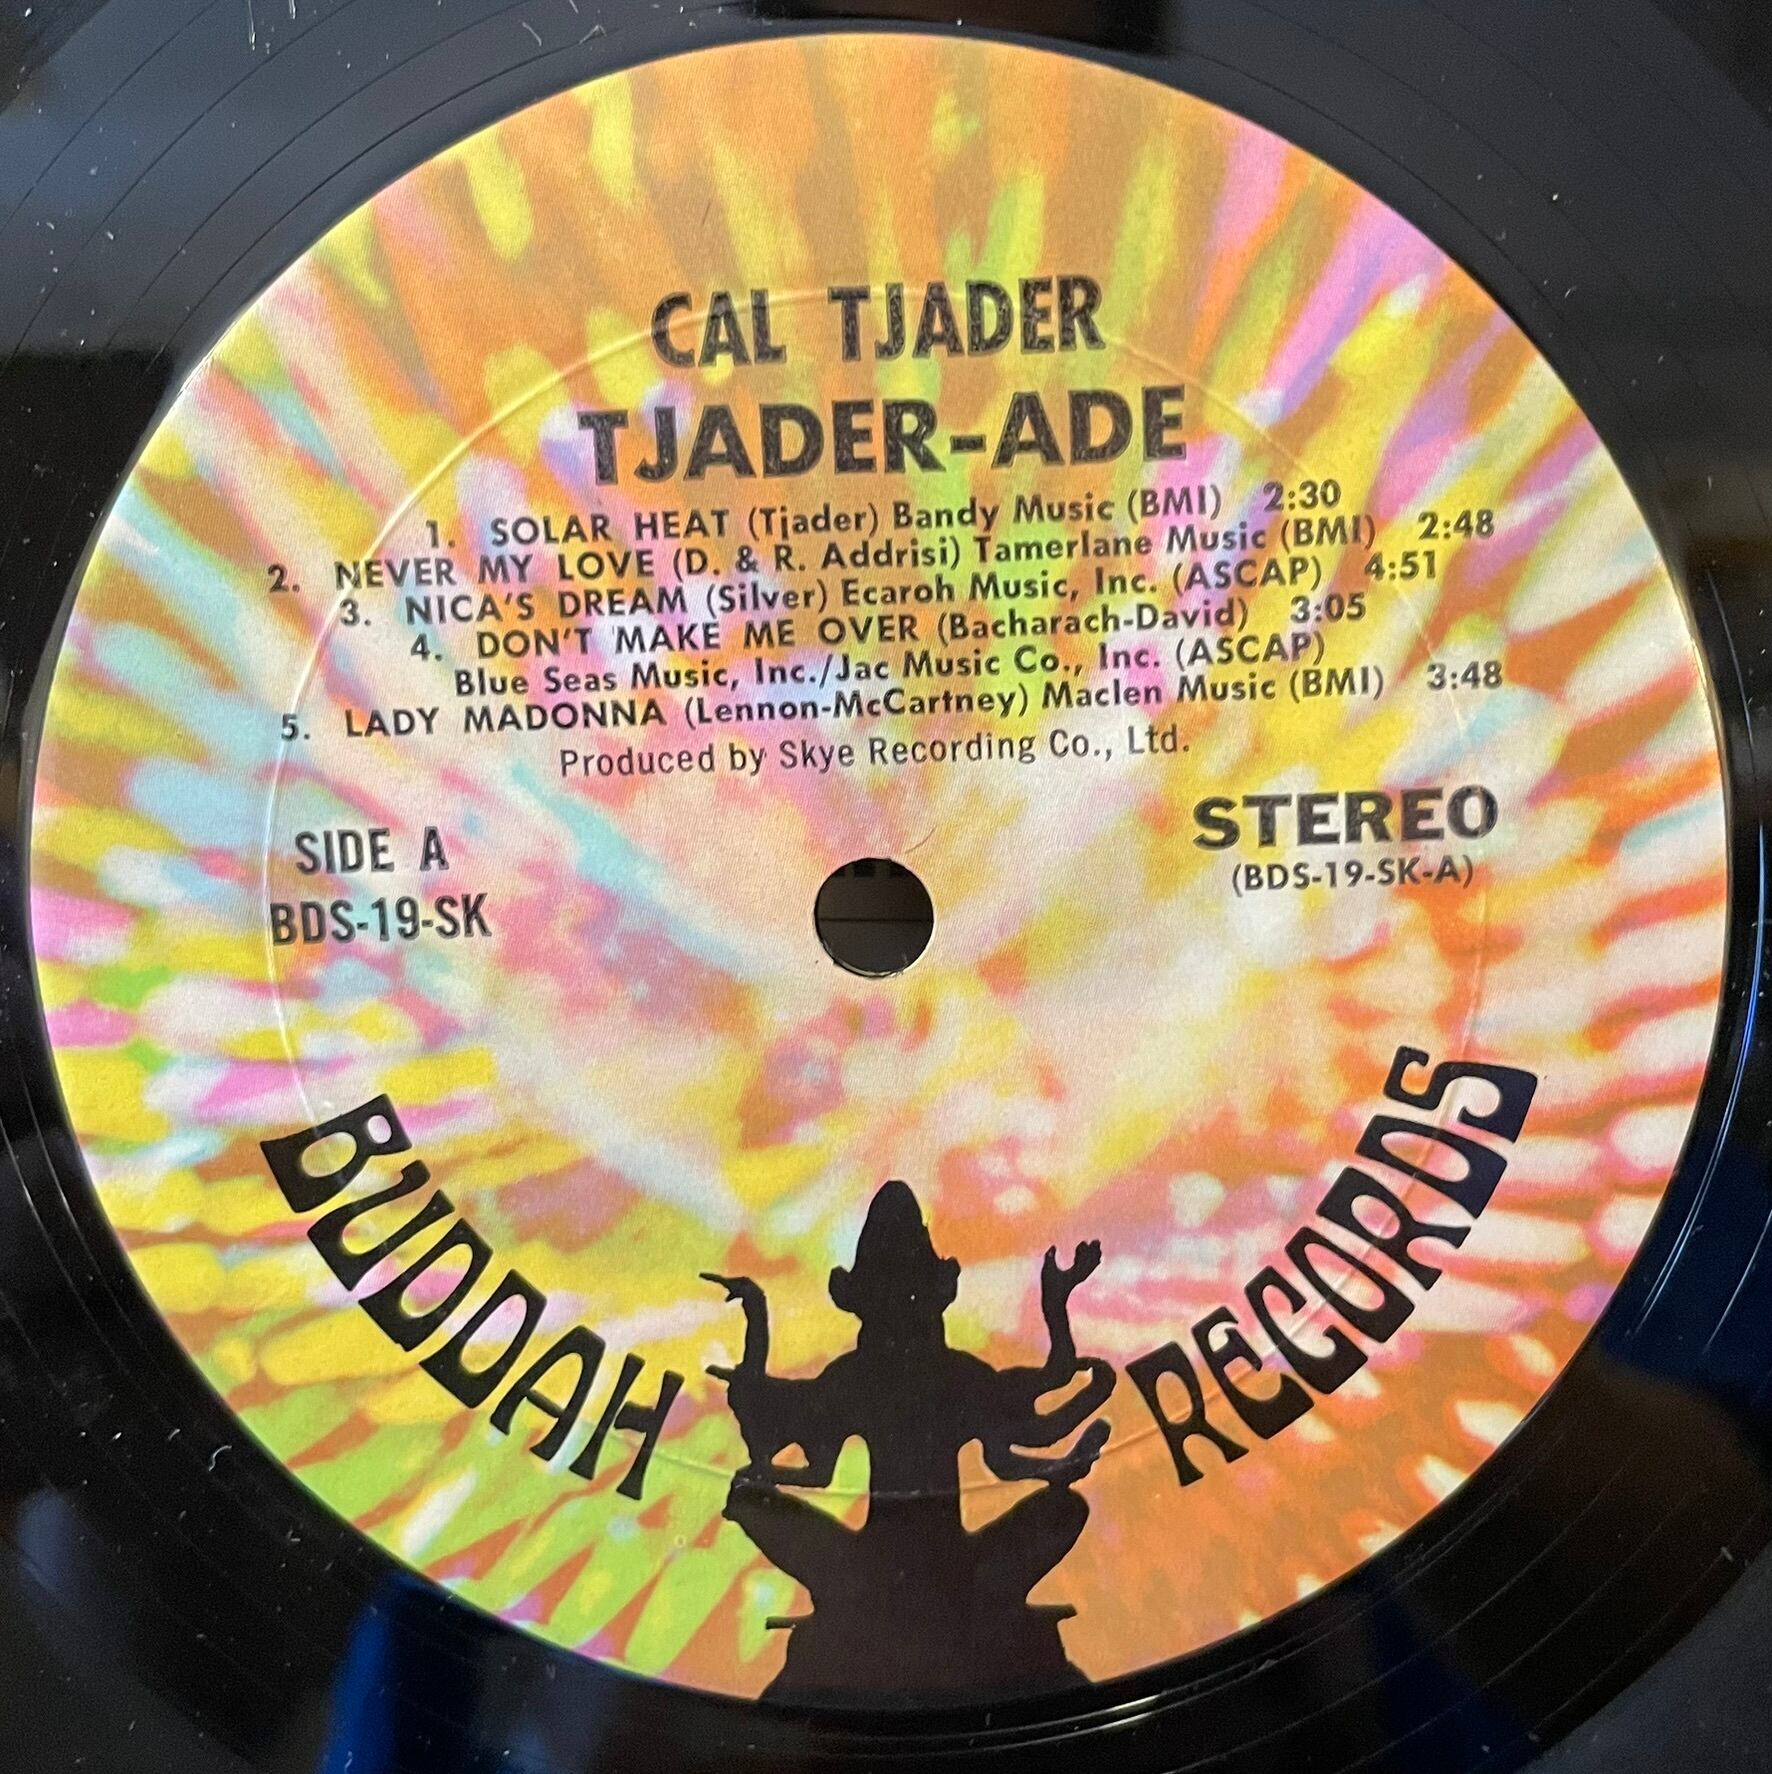 CAL TJADER
TJADER-ADE
1. SOLAR HEAT (Tjader) Bandy Music (BMI) 2:30
2. NEVER MY LOVE (D. & R. Addrisi) Tamerlane Music (BMI) 2:48
3. NICA'S DREAM (Silver) Ecaroh Music, Inc. (ASCAP) 4:51
4. DON'T MAKE ME OVER (Bacharach-David) 3:05
Blue Seas Music, Inc./Jac Music Co., Inc. (ASCAP)
5. LADY MADONNA (Lennon-McCartney) Maclen Music (BMI) 3:48
Produced by Skye Recording Co., Ltd.
SIDE A
BDS-19-SK
STEREO
(BDS-19-SK-A)
BUDDAH RECORDS